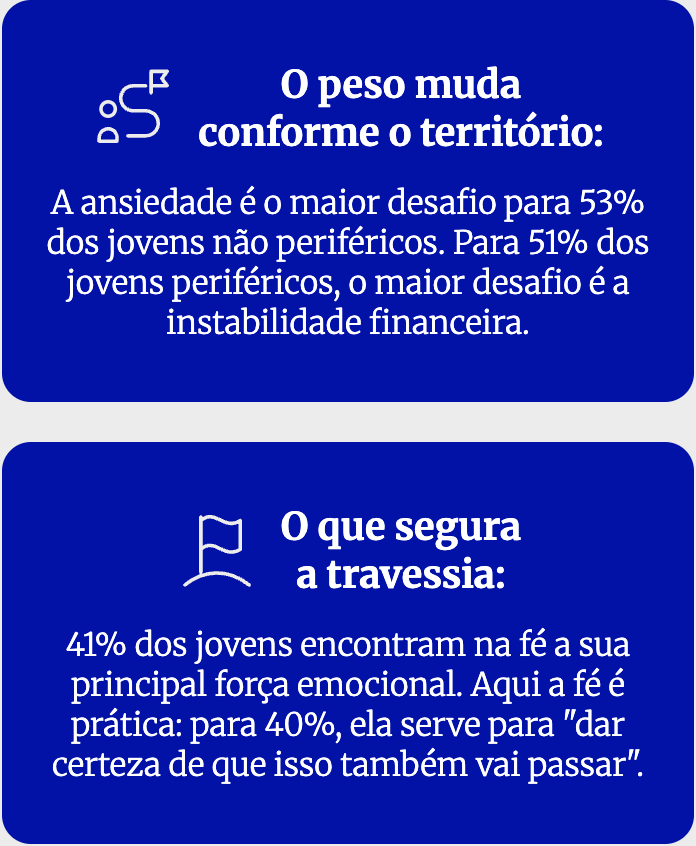 O peso muda
conforme o território:
A ansiedade é o maior desafio para 53%
dos jovens não periféricos. Para 51% dos
jovens periféricos, o maior desafio é a
instabilidade financeira.
O que segura
a travessia:
41% dos jovens encontram na fé a sua
principal força emocional. Aqui a fé é
prática: para 40%, ela serve para "dar
certeza de que isso também vai passar".